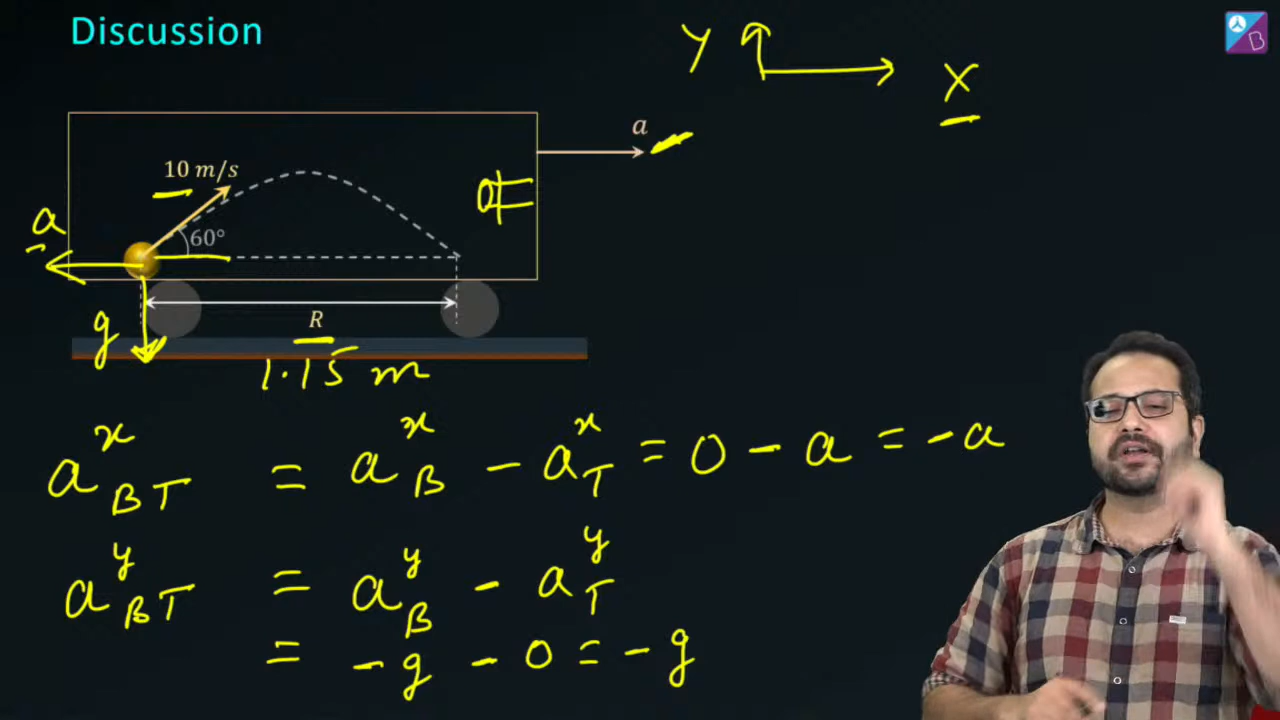 Discussion
Y
X
a
10 m/s
60°
a
g
R
1.15 m
a^x_BT = a^x_B - a^x_T = 0 - a = -a
a^y_BT = a^y_B - a^y_T
= -g - 0 = -g
B